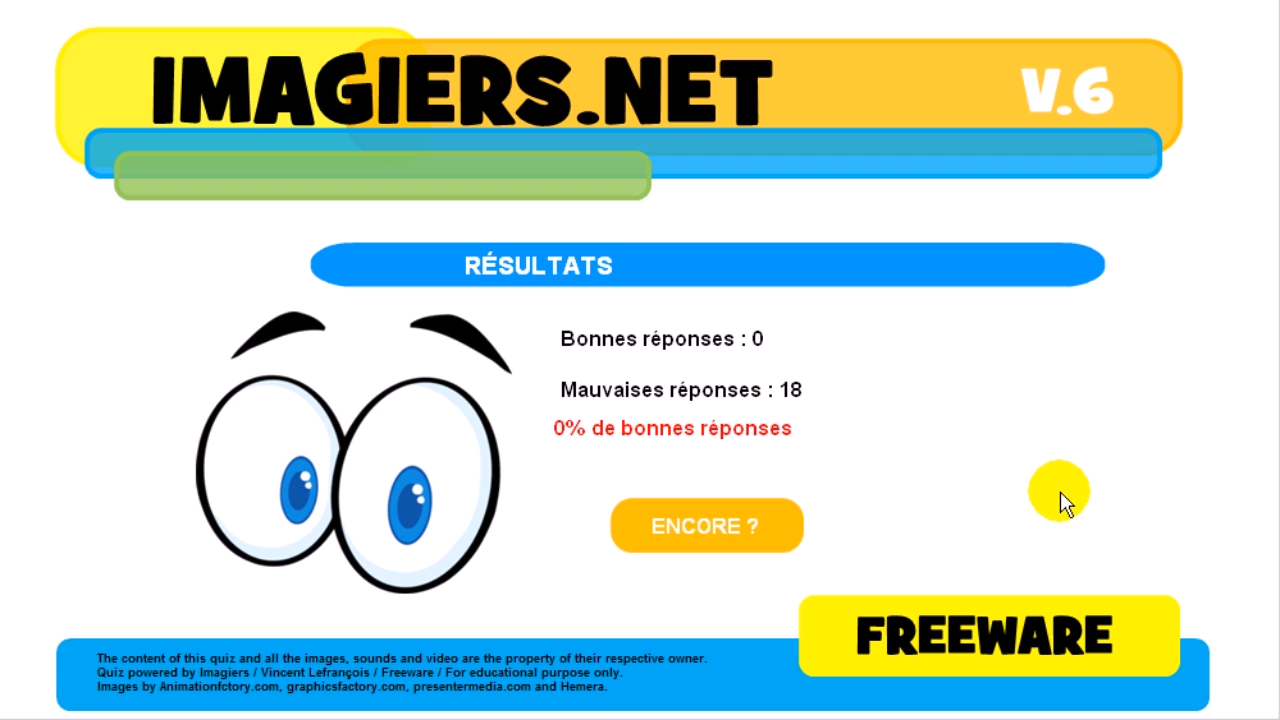 IMAGIERS.NET
V.6
RÉSULTATS
Bonnes réponses : 0
Mauvaises réponses : 18
0% de bonnes réponses
ENCORE ?
FREEWARE
The content of this quiz and all the images, sounds and video are the property of their respective owner.
Quiz powered by Imagiers / Vincent Lefrançois / Freeware / For educational purpose only.
Images by Animationfctory.com, graphicsfactory.com, presentermedia.com and Hemera.